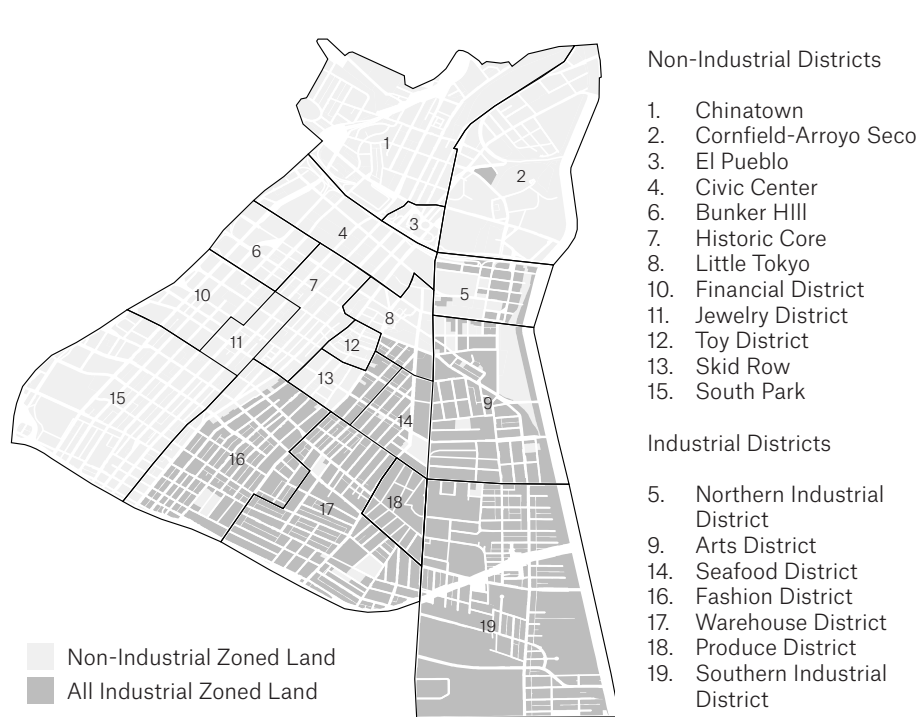 Non-Industrial Districts
1. Chinatown
2. Cornfield-Arroyo Seco
3. El Pueblo
4. Civic Center
6. Bunker HIll
7. Historic Core
8. Little Tokyo
10. Financial District
11. Jewelry District
12. Toy District
13. Skid Row
15. South Park
Industrial Districts
5. Northern Industrial
District
9. Arts District
14. Seafood District
16. Fashion District
17. Warehouse District
18. Produce District
19. Southern Industrial
District
1
2
3
4
6
7
5
10
8
11
12
13
15
9
14
16
18
17
19
Non-Industrial Zoned Land
All Industrial Zoned Land